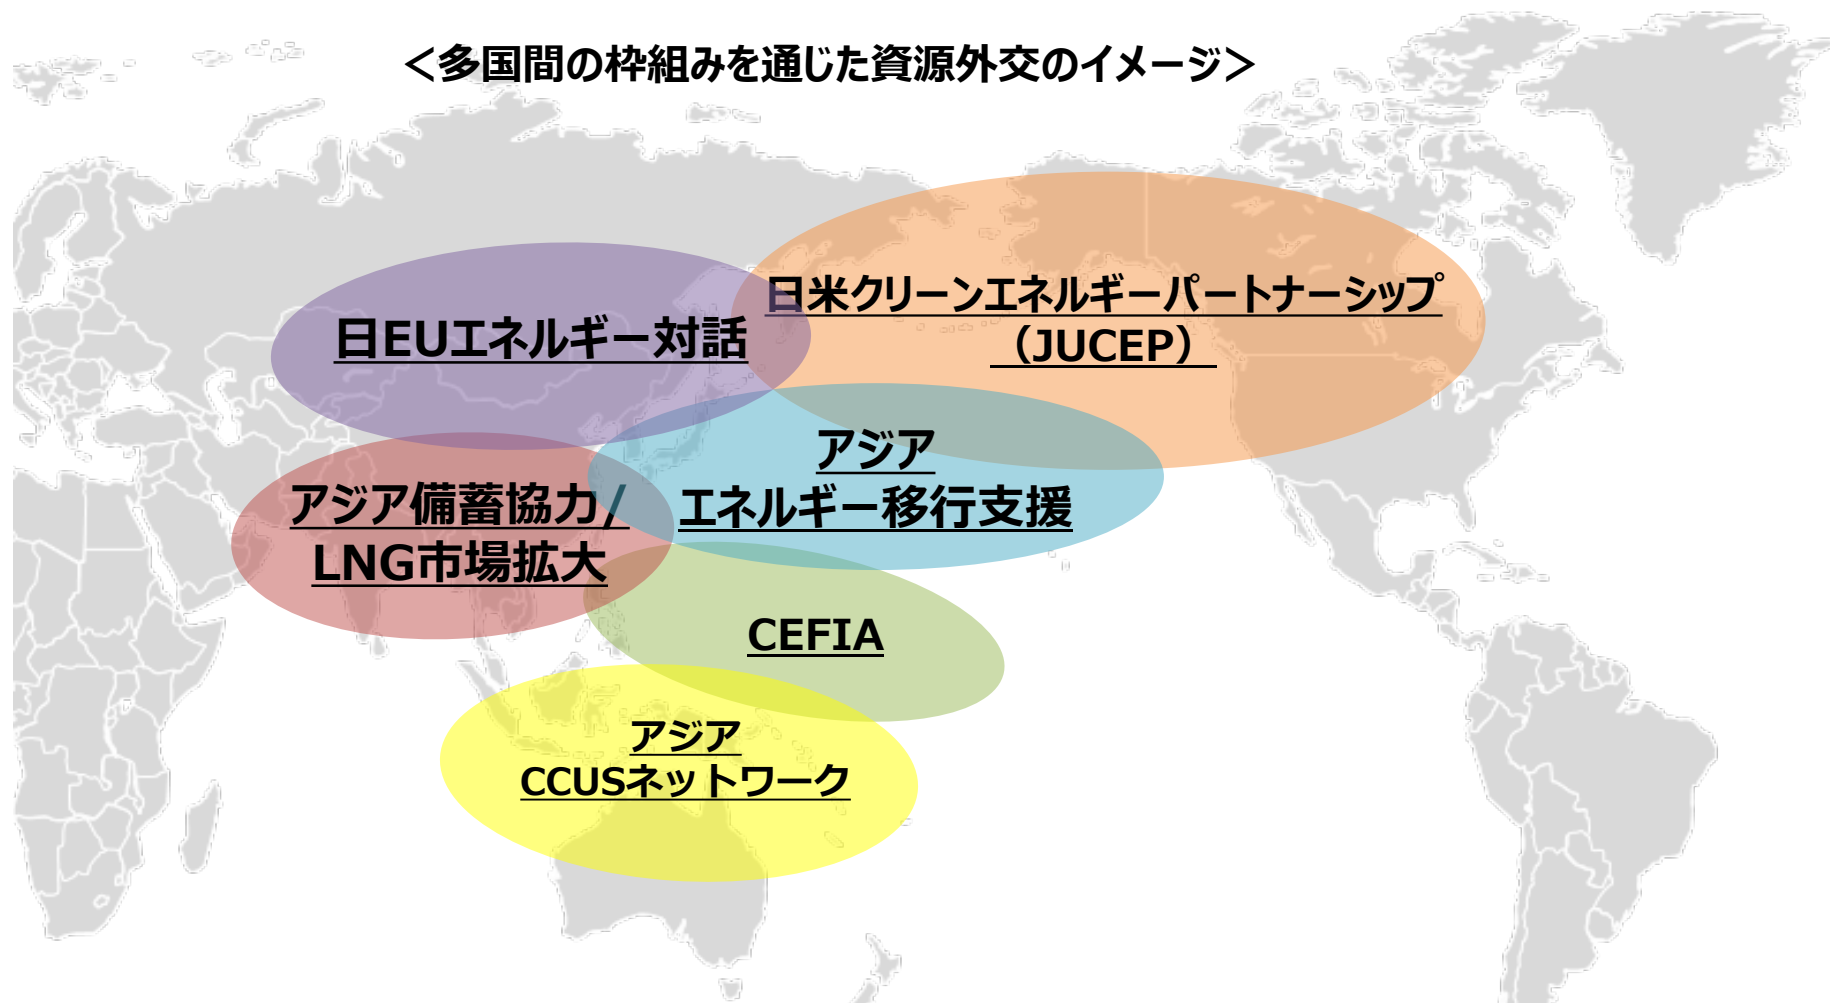 ＜多国間の枠組みを通じた資源外交のイメージ＞
日米クリーンエネルギーパートナーシップ
（JUCEP）
日EUエネルギー対話
アジア
エネルギー移行支援
アジア備蓄協力/
LNG市場拡大
CEFIA
アジア
CCUSネットワーク